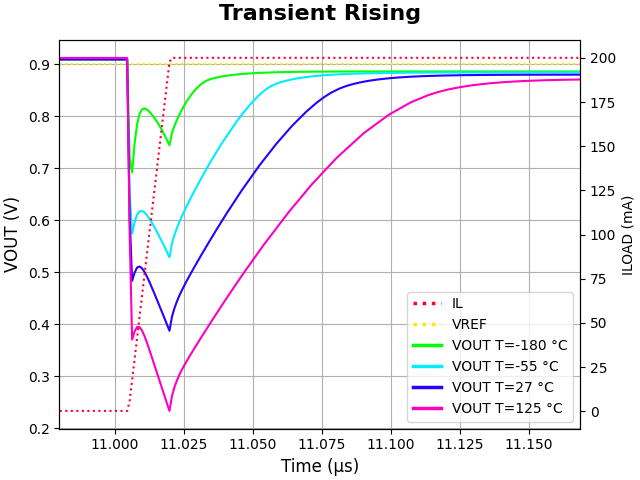 Transient Rising
VOUT (V)
0.9
0.8
0.7
0.6
0.5
0.4
0.3
0.2
200
175
150
125
100
75
50
25
0
ILOAD (mA)
IL
VREF
VOUT T=-180 °C
VOUT T=-55 °C
VOUT T=27 °C
VOUT T=125 °C
11.000 11.025 11.050 11.075 11.100 11.125 11.150
Time (µs)